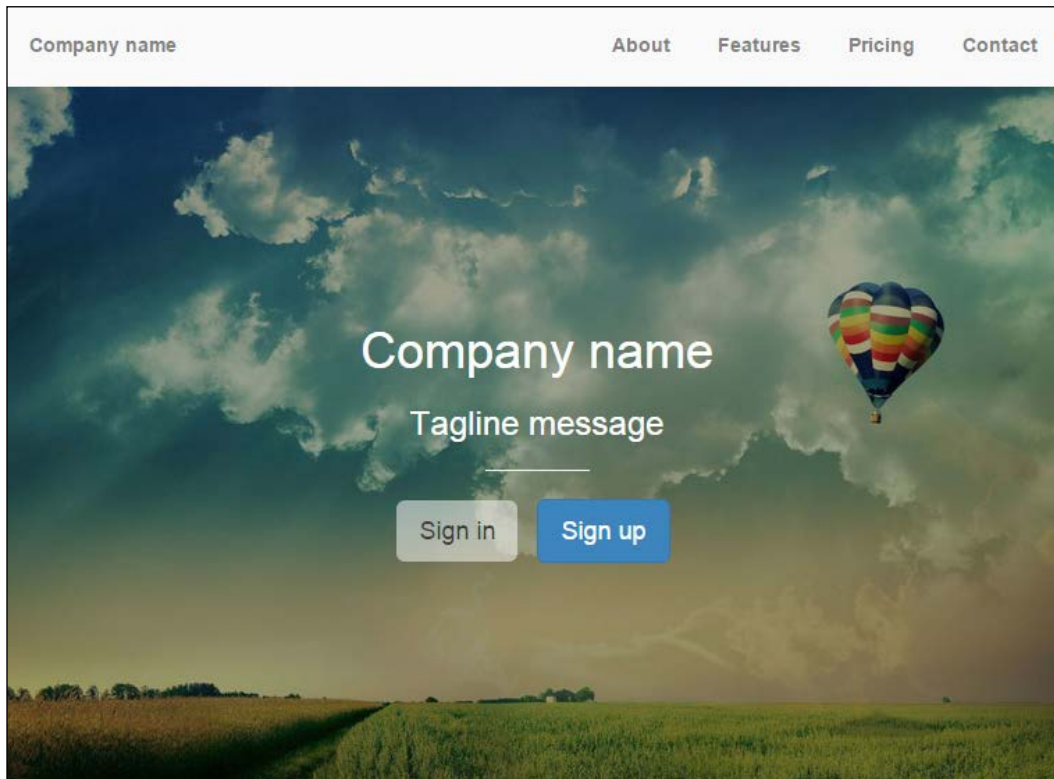 Company name About Features Pricing Contact
Company name
Tagline message
Sign in Sign up